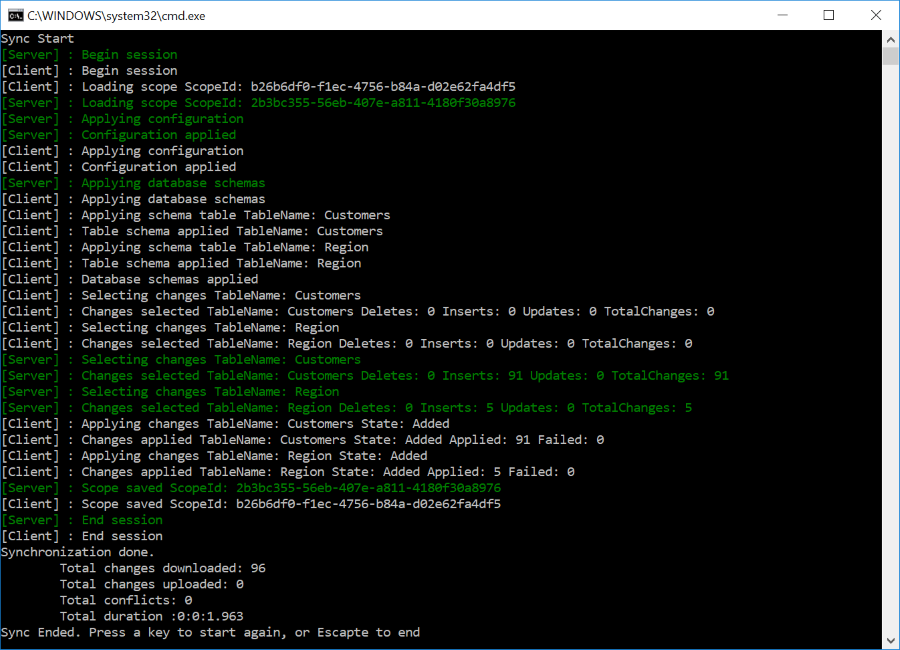 C:\WINDOWS\system32\cmd.exe
Sync Start
[Server] : Begin session
[Client] : Begin session
[Client] : Loading scope ScopeId: b26b6df0-f1ec-4756-b84a-d02e62fa4df5
[Server] : Loading scope ScopeId: 2b3bc355-56eb-407e-a811-4180f30a8976
[Server] : Applying configuration
[Server] : Configuration applied
[Client] : Applying configuration
[Client] : Configuration applied
[Server] : Applying database schemas
[Client] : Applying database schemas
[Client] : Applying schema table TableName: Customers
[Client] : Table schema applied TableName: Customers
[Client] : Applying schema table TableName: Region
[Client] : Table schema applied TableName: Region
[Client] : Database schemas applied
[Client] : Selecting changes TableName: Customers
[Client] : Changes selected TableName: Customers Deletes: 0 Inserts: 0 Updates: 0 TotalChanges: 0
[Client] : Selecting changes TableName: Region
[Client] : Changes selected TableName: Region Deletes: 0 Inserts: 0 Updates: 0 TotalChanges: 0
[Server] : Selecting changes TableName: Customers
[Server] : Changes selected TableName: Customers Deletes: 0 Inserts: 91 Updates: 0 TotalChanges: 91
[Server] : Selecting changes TableName: Region
[Server] : Changes selected TableName: Region Deletes: 0 Inserts: 5 Updates: 0 TotalChanges: 5
[Client] : Applying changes TableName: Customers State: Added
[Client] : Changes applied TableName: Customers State: Added Applied: 91 Failed: 0
[Client] : Applying changes TableName: Region State: Added
[Client] : Changes applied TableName: Region State: Added Applied: 5 Failed: 0
[Server] : Scope saved ScopeId: 2b3bc355-56eb-407e-a811-4180f30a8976
[Client] : Scope saved ScopeId: b26b6df0-f1ec-4756-b84a-d02e62fa4df5
[Server] : End session
[Client] : End session
Synchronization done.
Total changes downloaded: 96
Total changes uploaded: 0
Total conflicts: 0
Total duration :0:0:1.963
Sync Ended. Press a key to start again, or Escapte to end